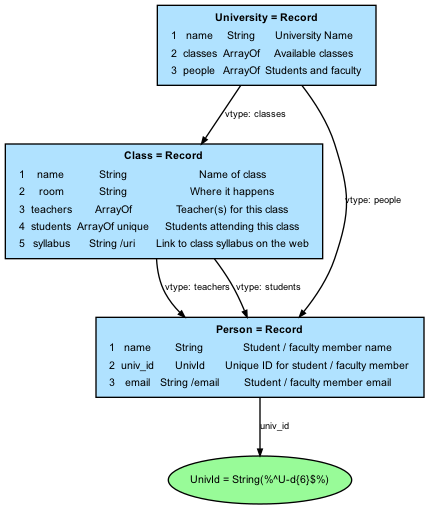 University = Record
1 name String University Name
2 classes ArrayOf Available classes
3 people ArrayOf Students and faculty
vtype: classes
Class = Record
1 name String Name of class
2 room String Where it happens
3 teachers ArrayOf Teacher(s) for this class
4 students ArrayOf unique Students attending this class
5 syllabus String /uri Link to class syllabus on the web
vtype: people
vtype: teachers vtype: students
Person = Record
1 name String Student / faculty member name
2 univ_id UnivId Unique ID for student / faculty member
3 email String /email Student / faculty member email
univ_id
UnivId = String(%^U-d{6}$%)